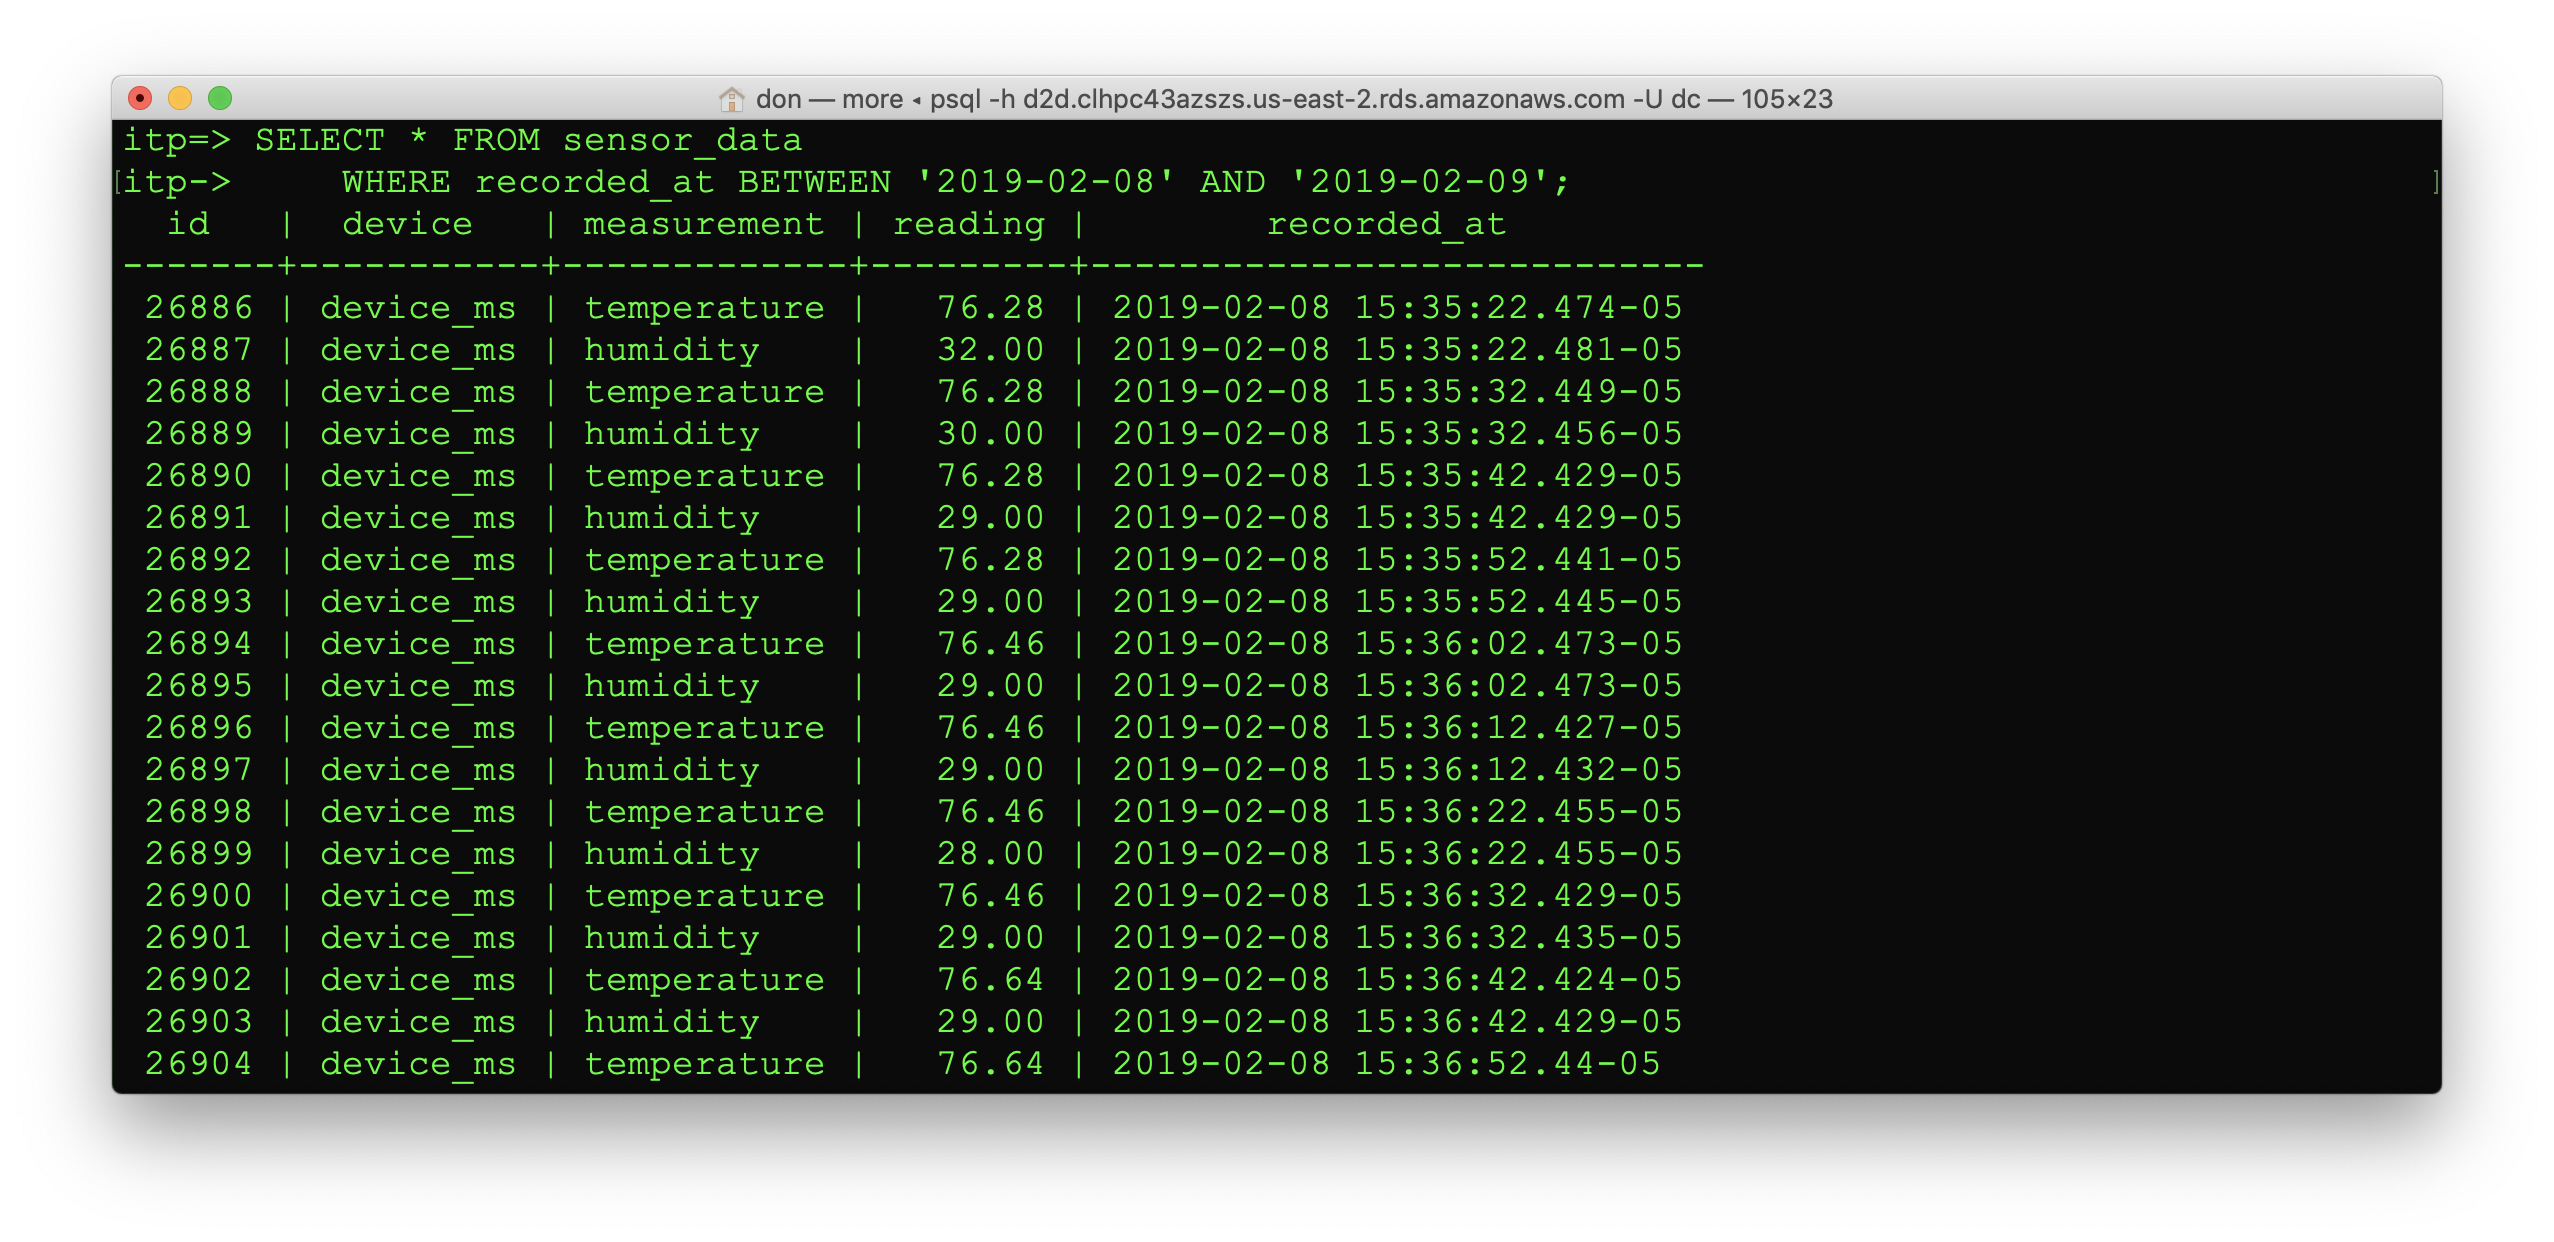 don — more ◂ psql -h d2d.clhpc43azszs.us-east-2.rds.amazonaws.com -U dc — 105×23
itp=> SELECT * FROM sensor_data
[itp->     WHERE recorded_at BETWEEN '2019-02-08' AND '2019-02-09'; ]
  id   |  device   | measurement | reading |        recorded_at
-------+-----------+-------------+---------+----------------------------
 26886 | device_ms | temperature |   76.28 | 2019-02-08 15:35:22.474-05
 26887 | device_ms | humidity    |   32.00 | 2019-02-08 15:35:22.481-05
 26888 | device_ms | temperature |   76.28 | 2019-02-08 15:35:32.449-05
 26889 | device_ms | humidity    |   30.00 | 2019-02-08 15:35:32.456-05
 26890 | device_ms | temperature |   76.28 | 2019-02-08 15:35:42.429-05
 26891 | device_ms | humidity    |   29.00 | 2019-02-08 15:35:42.429-05
 26892 | device_ms | temperature |   76.28 | 2019-02-08 15:35:52.441-05
 26893 | device_ms | humidity    |   29.00 | 2019-02-08 15:35:52.445-05
 26894 | device_ms | temperature |   76.46 | 2019-02-08 15:36:02.473-05
 26895 | device_ms | humidity    |   29.00 | 2019-02-08 15:36:02.473-05
 26896 | device_ms | temperature |   76.46 | 2019-02-08 15:36:12.427-05
 26897 | device_ms | humidity    |   29.00 | 2019-02-08 15:36:12.432-05
 26898 | device_ms | temperature |   76.46 | 2019-02-08 15:36:22.455-05
 26899 | device_ms | humidity    |   28.00 | 2019-02-08 15:36:22.455-05
 26900 | device_ms | temperature |   76.46 | 2019-02-08 15:36:32.429-05
 26901 | device_ms | humidity    |   29.00 | 2019-02-08 15:36:32.435-05
 26902 | device_ms | temperature |   76.64 | 2019-02-08 15:36:42.424-05
 26903 | device_ms | humidity    |   29.00 | 2019-02-08 15:36:42.429-05
 26904 | device_ms | temperature |   76.64 | 2019-02-08 15:36:52.44-05